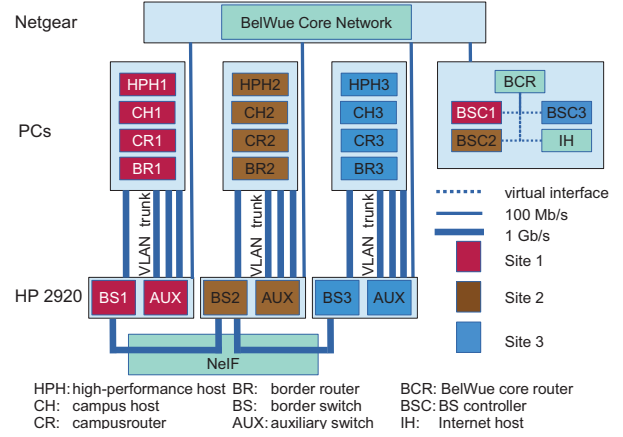 Netgear
BelWue Core Network
HPH1
HPH2
HPH3
BCR
CH1
CH2
CH3
BSC1
BSC3
PCs
CR1
CR2
CR3
BSC2
IH
BR1
BR2
BR3
VLAN trunk
VLAN trunk
VLAN trunk
virtual interface
100 Mb/s
1 Gb/s
Site 1
HP 2920
BS1
AUX
BS2
AUX
BS3
AUX
Site 2
Site 3
NeIF
HPH: high-performance host
BR: border router
BCR: BelWue core router
CH: campus host
BS: border switch
BSC: BS controller
CR: campusrouter
AUX: auxiliary switch
IH: Internet host